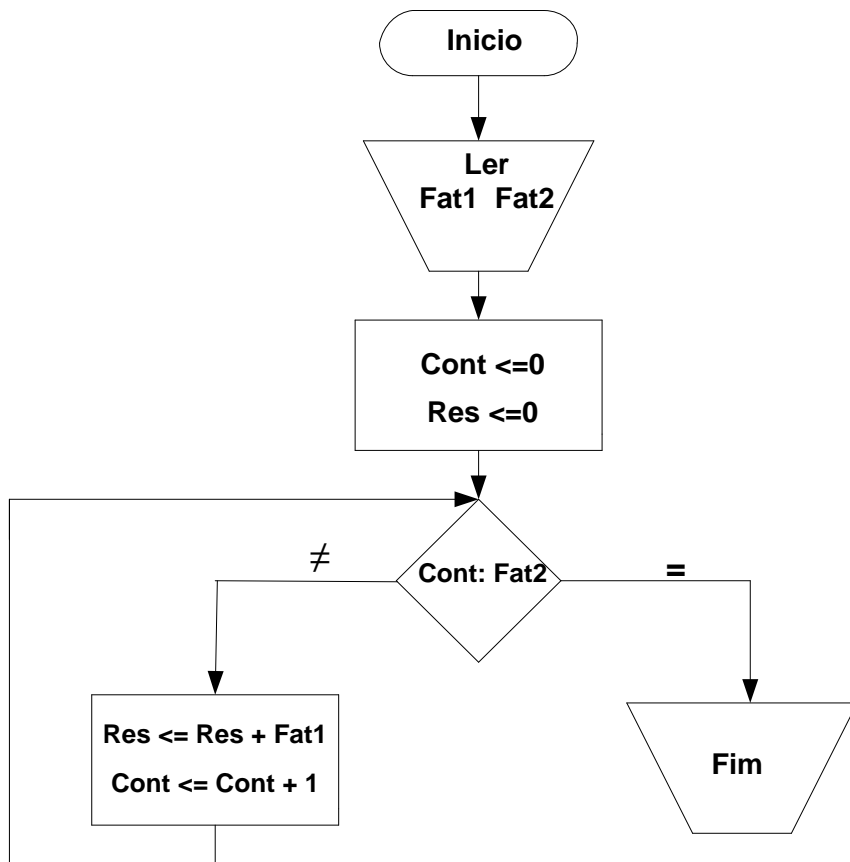 Inicio
Ler
Fat1 Fat2
Cont <=0
Res <=0
≠
Cont: Fat2
=
Res <= Res + Fat1
Cont <= Cont + 1
Fim